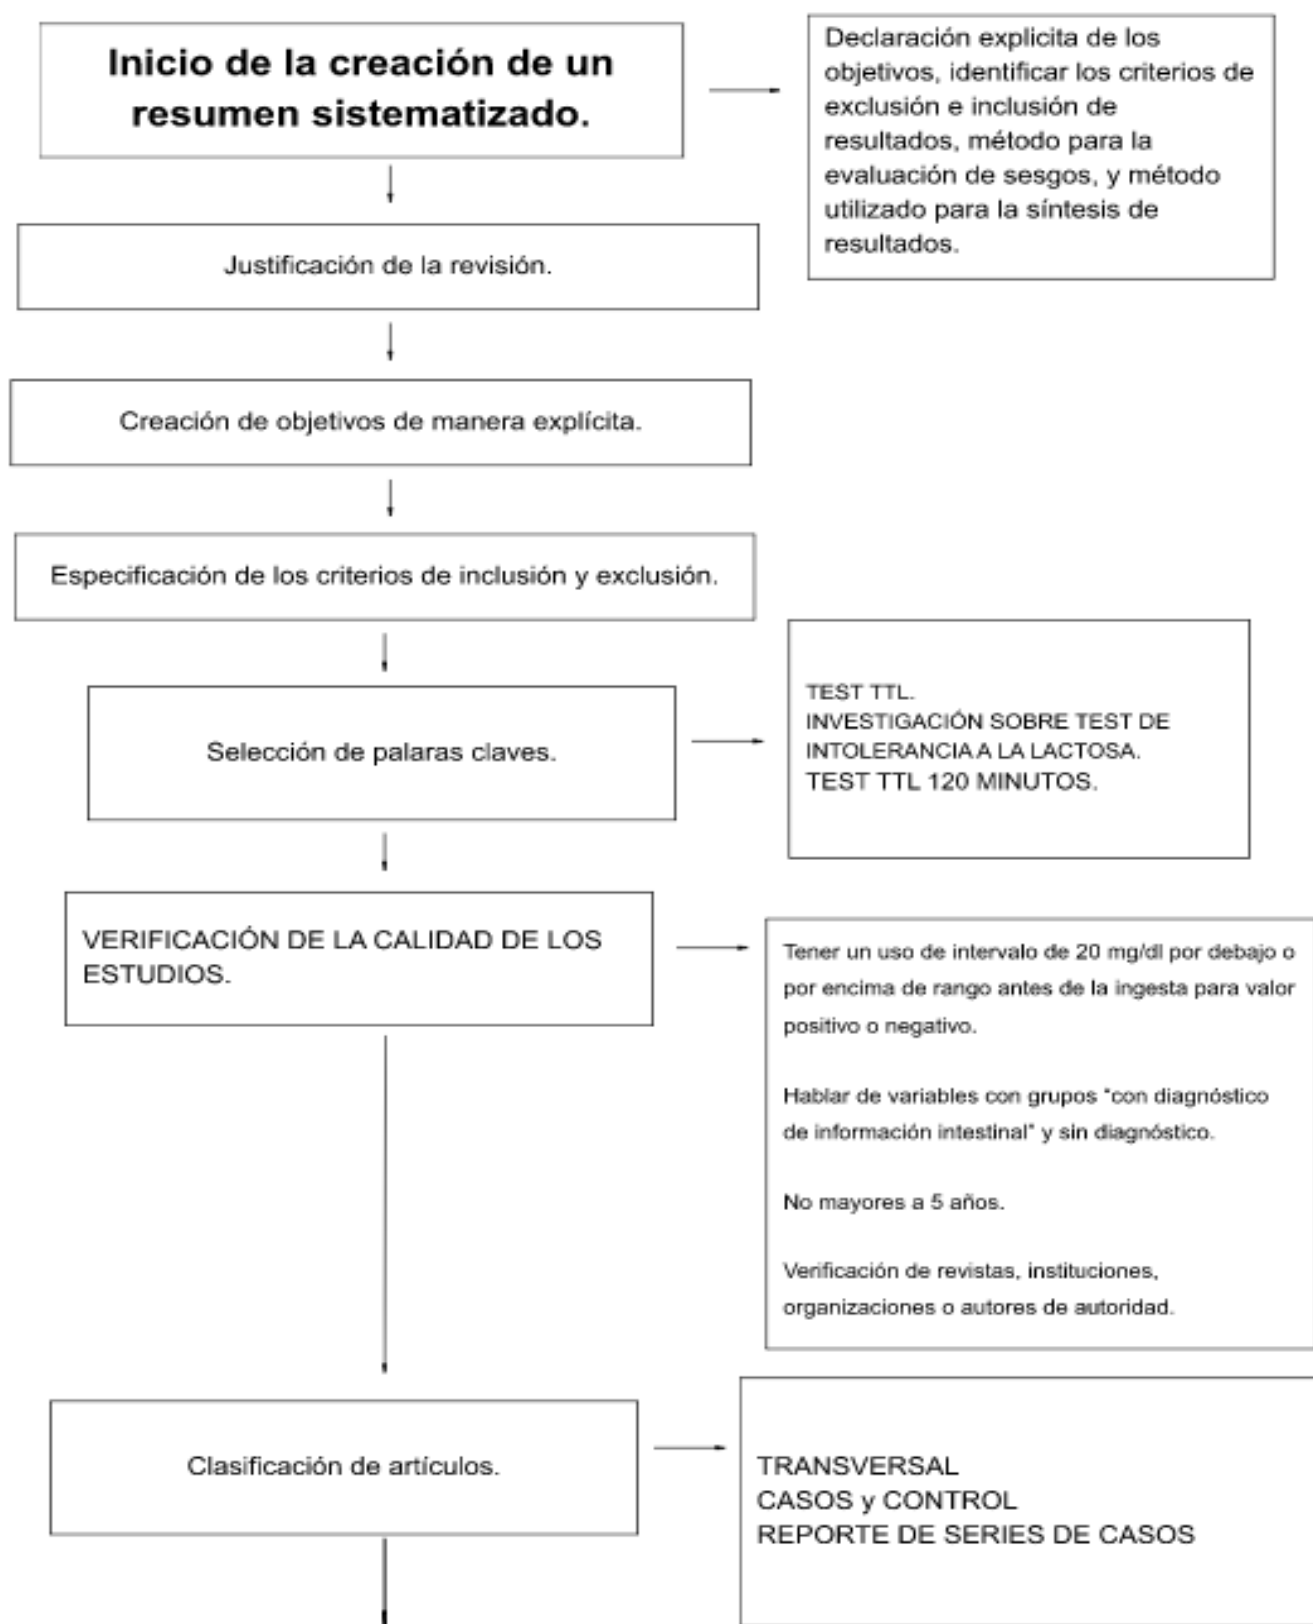 Inicio de la creación de un
resumen sistematizado.
Declaración explicita de los
objetivos, identificar los criterios de
exclusión e inclusión de
resultados, método para la
evaluación de sesgos, y método
utilizado para la síntesis de
resultados.
Justificación de la revisión.
Creación de objetivos de manera explícita.
Especificación de los criterios de inclusión y exclusión.
Selección de palaras claves.
TEST TTL.
INVESTIGACIÓN SOBRE TEST DE
INTOLERANCIA A LA LACTOSA.
TEST TTL 120 MINUTOS.
VERIFICACIÓN DE LA CALIDAD DE LOS
ESTUDIOS.
Tener un uso de intervalo de 20 mg/dl por debajo o
por encima de rango antes de la ingesta para valor
positivo o negativo.
Hablar de variables con grupos "con diagnóstico
de información intestinal" y sin diagnóstico.
No mayores a 5 años.
Verificación de revistas, instituciones,
organizaciones o autores de autoridad.
Clasificación de artículos.
TRANSVERSAL
CASOS y CONTROL
REPORTE DE SERIES DE CASOS